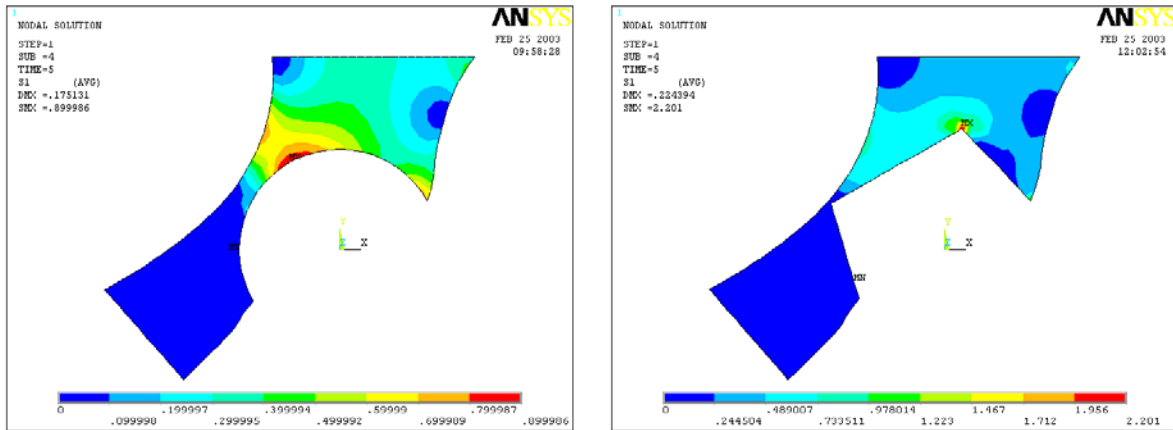 1
NODAL SOLUTION
STEP=1
SUB =4
TIME=5
S1 (AVG)
DMX =.175131
SMX =.899986
ANSYS
FEB 25 2003
09:58:28
MX
MN
Y
Z X
0 .199997 .399994 .59999 .799987
.099998 .299995 .499992 .699989 .899986
1
NODAL SOLUTION
STEP=1
SUB =4
TIME=5
S1 (AVG)
DMX =.224394
SMX =2.201
ANSYS
FEB 25 2003
12:02:54
MX
MN
Y
Z X
0 .489007 .978014 1.467 1.956
.244504 .733511 1.223 1.712 2.201